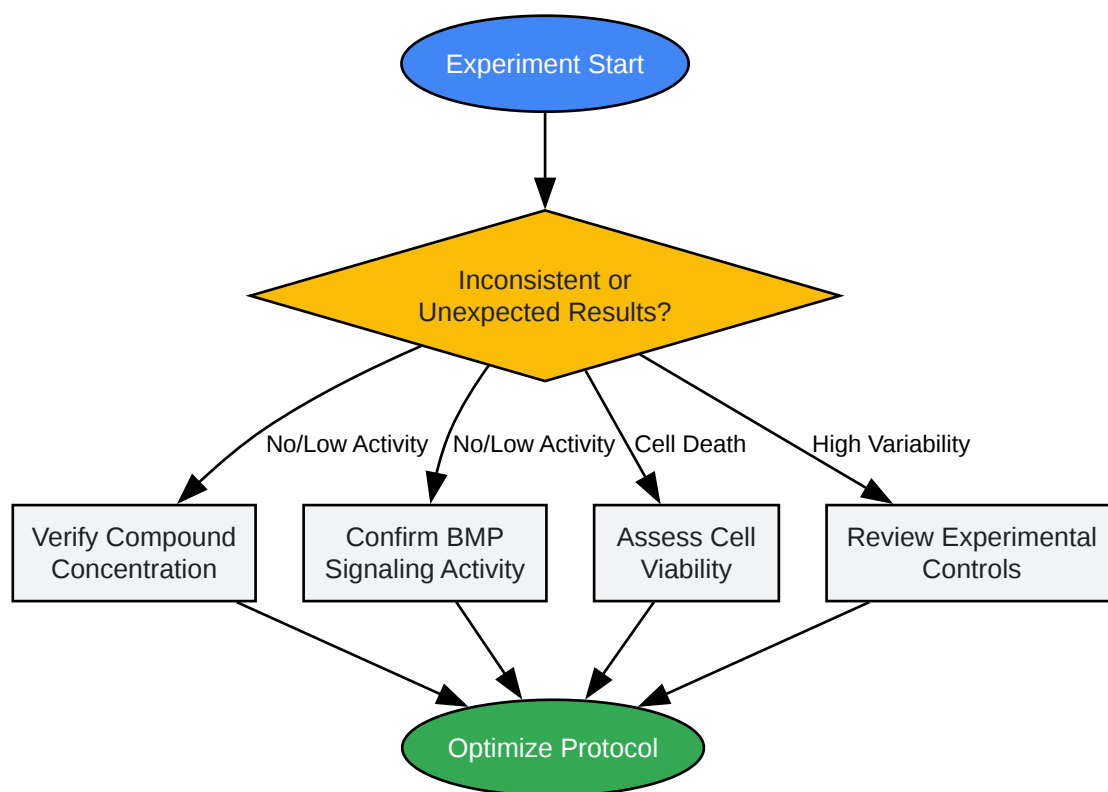 Experiment Start
Inconsistent or
Unexpected Results?
No/Low Activity
No/Low Activity
Cell Death
High Variability
Verify Compound
Concentration
Confirm BMP
Signaling Activity
Assess Cell
Viability
Review Experimental
Controls
Optimize Protocol